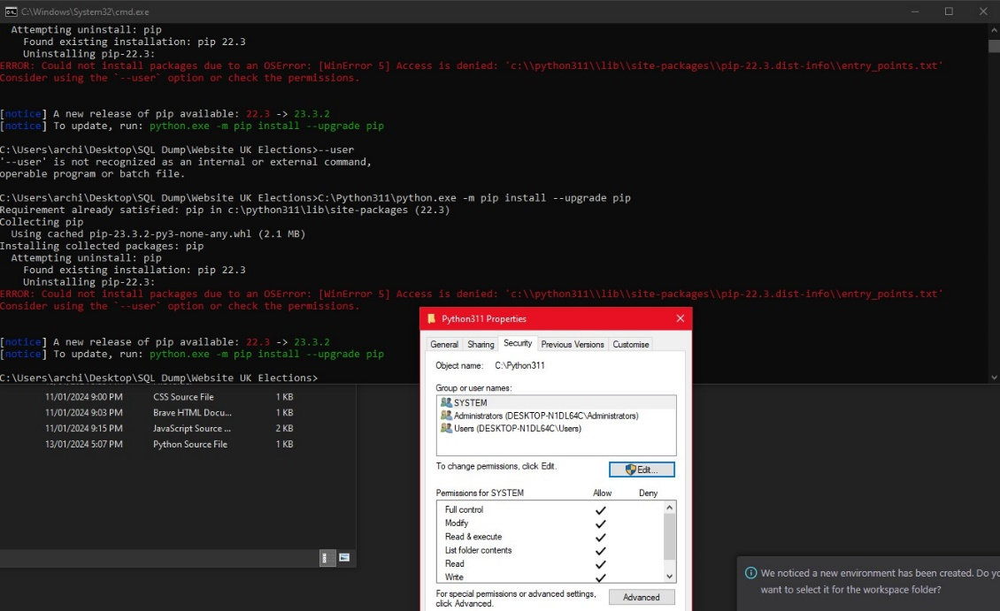 C:\Windows\System32\cmd.exe
Attempting uninstall: pip
Found existing installation: pip 22.3
Uninstalling pip-22.3:
ERROR: Could not install packages due to an OSError: [WinError 5] Access is denied: 'c:\\python311\\lib\\site-packages\\pip-22.3.dist-info\\entry_points.txt'
Consider using the `--user` option or check the permissions.
[notice] A new release of pip available: 22.3 -> 23.3.2
[notice] To update, run: python.exe -m pip install --upgrade pip
C:\Users\archi\Desktop\SQL Dump\Website UK Elections>--user
'--user' is not recognized as an internal or external command,
operable program or batch file.
C:\Users\archi\Desktop\SQL Dump\Website UK Elections>C:\Python311\python.exe -m pip install --upgrade pip
Requirement already satisfied: pip in c:\python311\lib\site-packages (22.3)
Collecting pip
Using cached pip-23.3.2-py3-none-any.whl (2.1 MB)
Installing collected packages: pip
Attempting uninstall: pip
Found existing installation: pip 22.3
Uninstalling pip-22.3:
ERROR: Could not install packages due to an OSError: [WinError 5] Access is denied: 'c:\\python311\\lib\\site-packages\\pip-22.3.dist-info\\entry_points.txt'
Consider using the `--user` option or check the permissions.
[notice] A new release of pip available: 22.3 -> 23.3.2
[notice] To update, run: python.exe -m pip install --upgrade pip
C:\Users\archi\Desktop\SQL Dump\Website UK Elections>
11/01/2024 9:00 PM CSS Source File 1 KB
11/01/2024 9:03 PM Brave HTML Docu... 1 KB
11/01/2024 9:15 PM JavaScript Source ... 2 KB
13/01/2024 5:07 PM Python Source File 1 KB
Python311 Properties
General Sharing Security Previous Versions Customise
Object name: C:\Python311
Group or user names:
SYSTEM
Administrators (DESKTOP-N1DL64C\Administrators)
Users (DESKTOP-N1DL64C\Users)
To change permissions, click Edit.
Edit...
Permissions for SYSTEM Allow Deny
Full control
Modify
Read & execute
List folder contents
Read
Write
For special permissions or advanced settings,
click Advanced.
Advanced
We noticed a new environment has been created. Do yo
want to select it for the workspace folder?